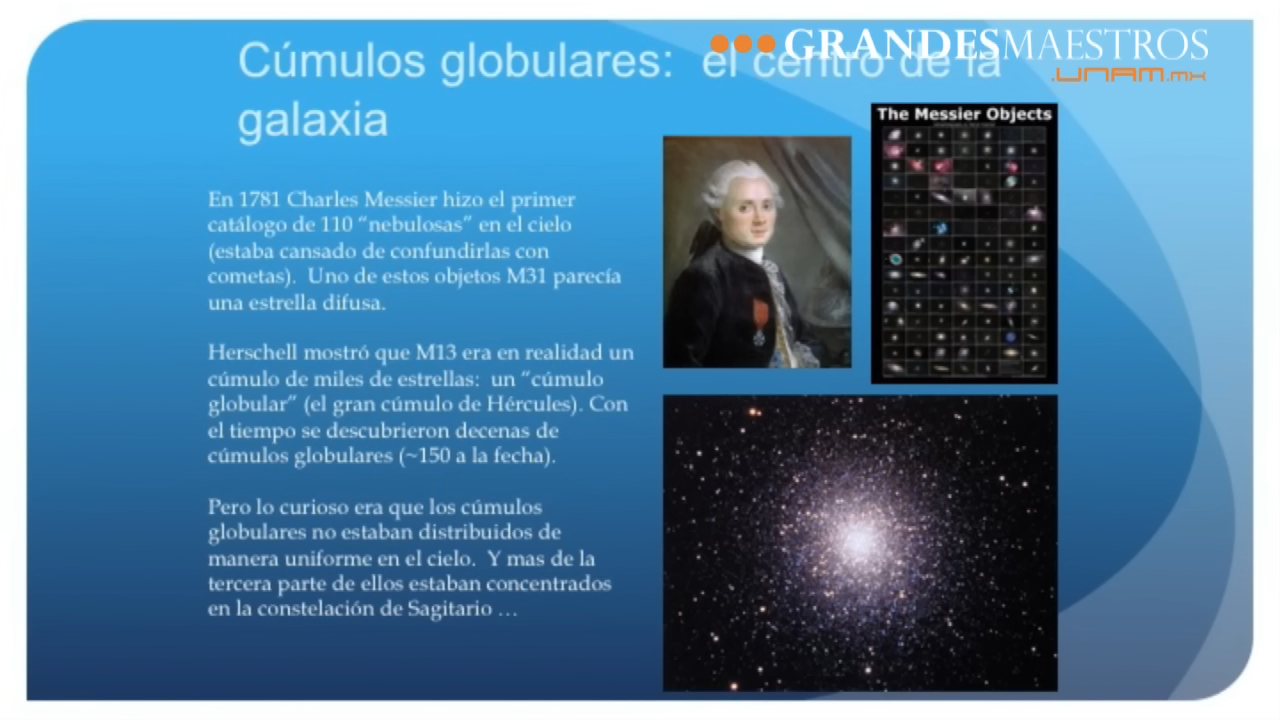 GRANDESMAESTROS
.UNAM.MX
Cúmulos globulares: el centro de la
galaxia
The Messier Objects
En 1781 Charles Messier hizo el primer
catálogo de 110 “nebulosas” en el cielo
(estaba cansado de confundirlas con
cometas). Uno de estos objetos M31 parecía
una estrella difusa.
Herschell mostró que M13 era en realidad un
cúmulo de miles de estrellas: un “cúmulo
globular” (el gran cúmulo de Hércules). Con
el tiempo se descubrieron decenas de
cúmulos globulares (~150 a la fecha).
Pero lo curioso era que los cúmulos
globulares no estaban distribuidos de
manera uniforme en el cielo. Y mas de la
tercera parte de ellos estaban concentrados
en la constelación de Sagitario …